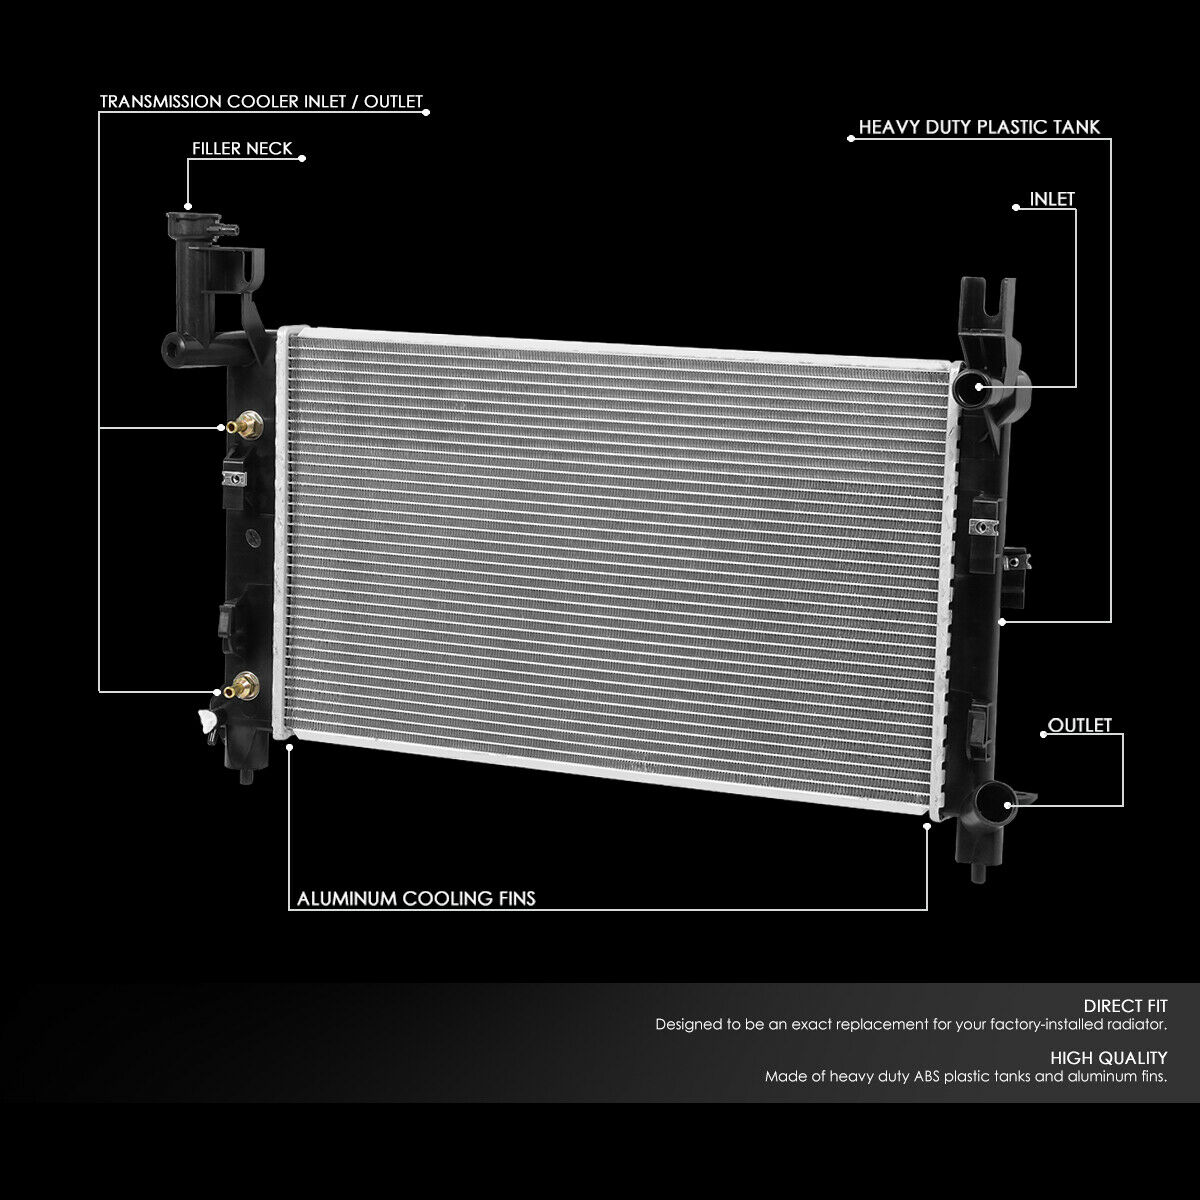 TRANSMISSION COOLER INLET / OUTLET
HEAVY DUTY PLASTIC TANK
FILLER NECK
INLET
OUTLET
ALUMINUM COOLING FINS
DIRECT FIT
Designed to be an exact replacement for your factory-installed radiator.
HIGH QUALITY
Made of heavy duty ABS plastic tanks and aluminum fins.